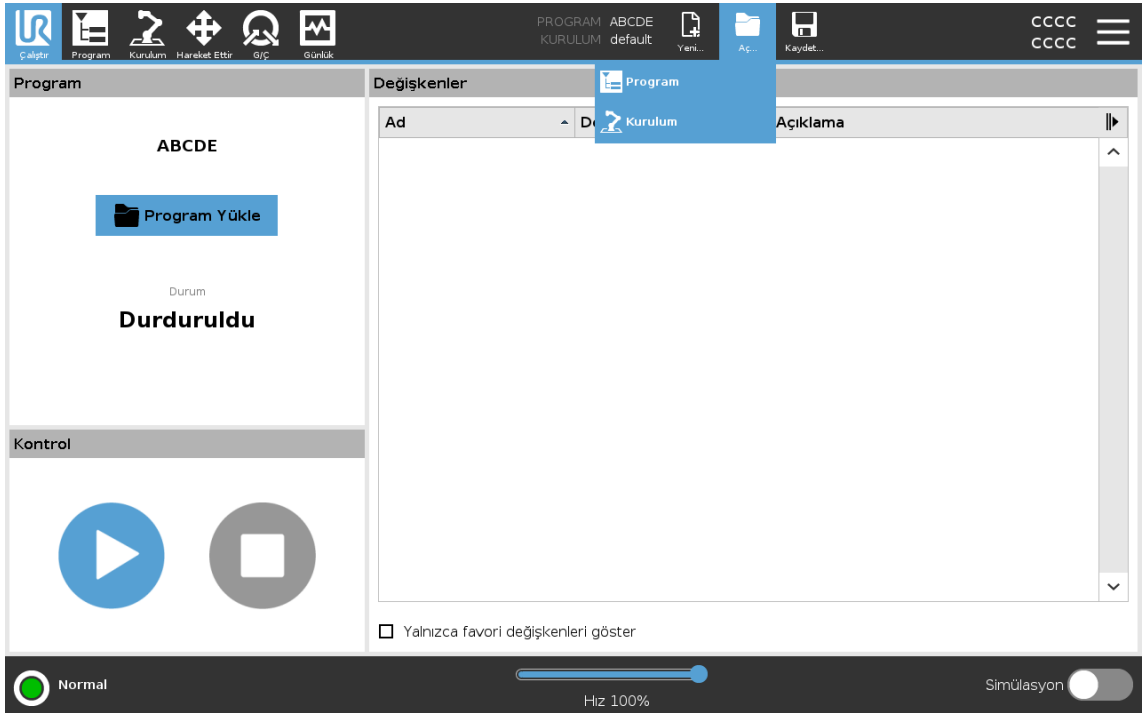 UR
Çalıştır
Program
Kurulum
Hareket Ettir
G/Ç
Günlük
PROGRAM ABCDE
KURULUM default
Yeni...
Aç...
Kaydet...
CCCC
CCCC
Program
Kurulum
Program
ABCDE
Program Yükle
Durum
Durduruldu
Değişkenler
Ad
Açıklama
Yalnızca favori değişkenleri göster
Kontrol
Normal
Hız 100%
Simülasyon